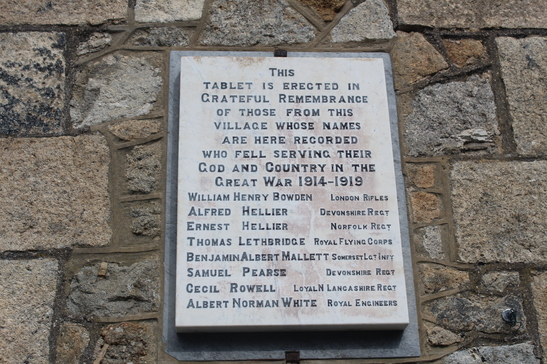 THIS
TABLET IS ERECTED IN
GRATEFUL REMEMBRANCE
OF THOSE FROM THIS
VILLAGE WHOSE NAMES
ARE HERE RECORDED
WHO FELL SERVING THEIR
GOD AND COUNTRY IN THE
GREAT WAR 1914-1919
WILLIAM HENRY BOWDEN LONDON RIFLES
ALFRED HELLIER DEVONSHIRE REGT
ERNEST HELLIER NORFOLK REGT
THOMAS LETHBRIDGE ROYAL FLYING CORPS
BENJAMIN ALBERT MALLETT SOMERSET LGT INFY
SAMUEL PEARSE DEVONSHIRE REGT
CECIL ROWELL LOYAL N LANCASHIRE REGT
ALBERT NORMAN WHITE ROYAL ENGINEERS